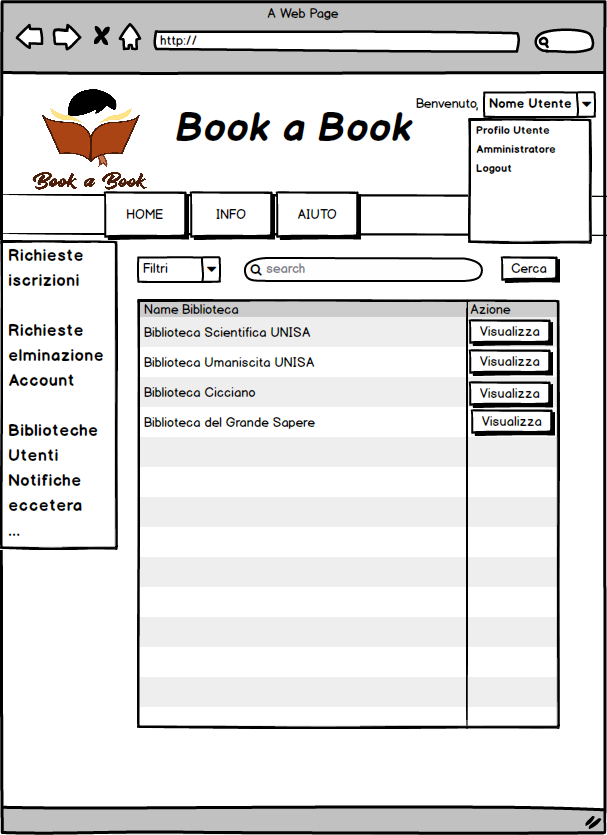 A Web Page
http://
Benvenuto, Nome Utente
Profilo Utente
Amministratore
Logout
Book a Book
Book a Book
HOME INFO AIUTO
Richieste
iscrizioni
Richieste
elminazione
Account
Biblioteche
Utenti
Notifiche
eccetera
...
Filtri search Cerca
Name Biblioteca Azione
Biblioteca Scientifica UNISA Visualizza
Biblioteca Umaniscita UNISA Visualizza
Biblioteca Cicciano Visualizza
Biblioteca del Grande Sapere Visualizza